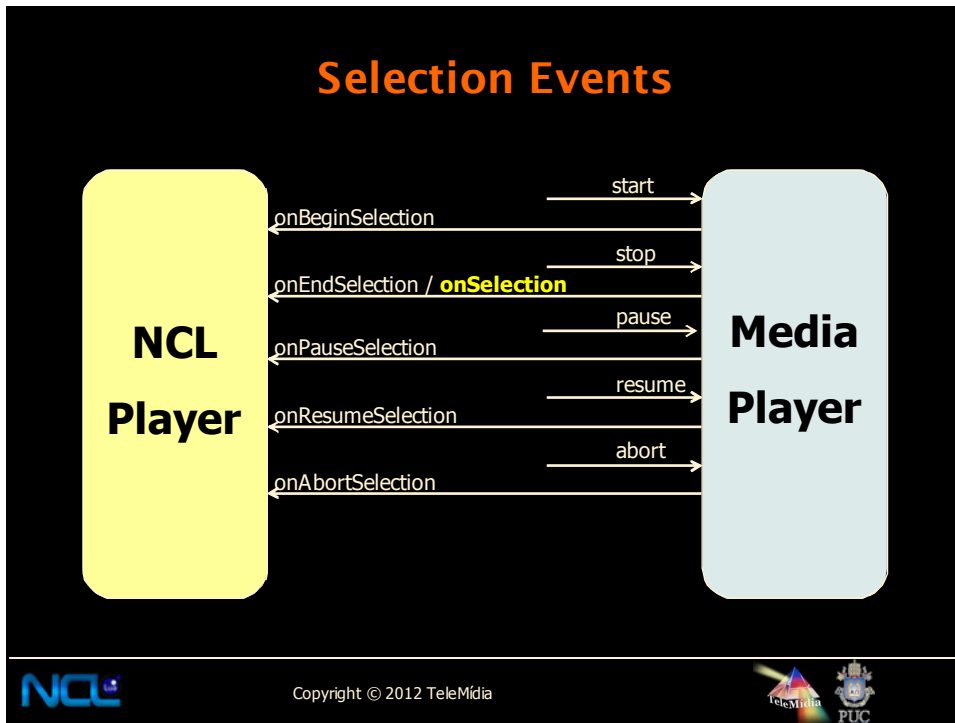 Selection Events
start
onBeginSelection
stop
onEndSelection / onSelection
pause
onPauseSelection
resume
onResumeSelection
abort
onAbortSelection
NCL
Player
Media
Player
NCL
Copyright © 2012 TeleMídia
TeleMídia
PUC